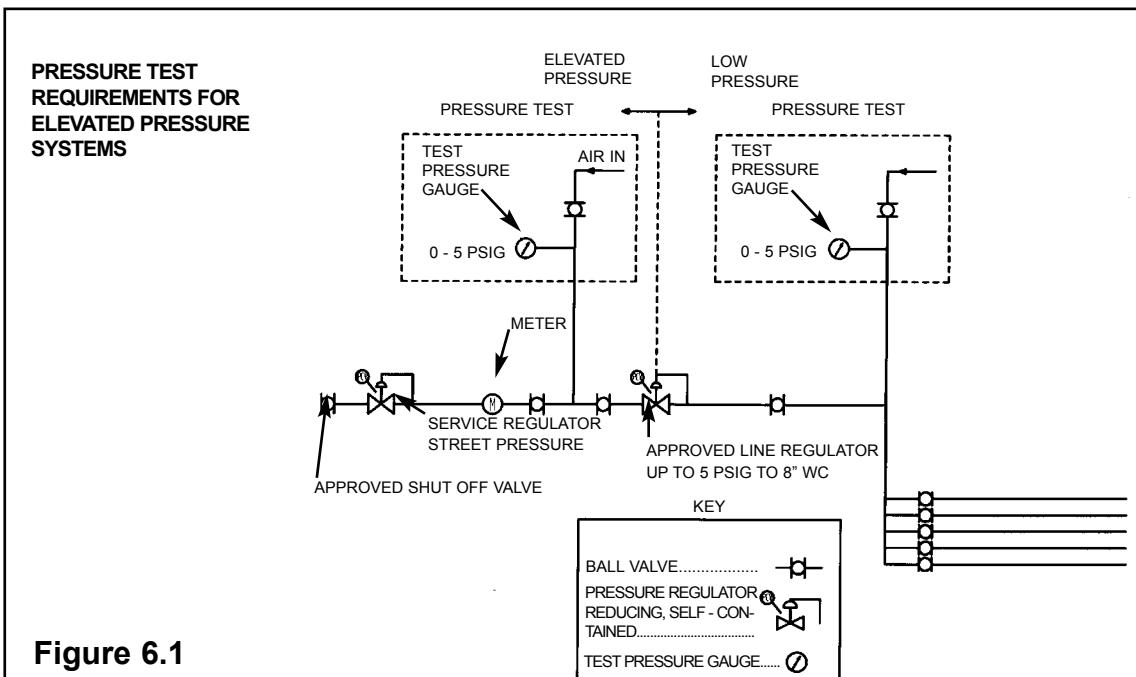 PRESSURE TEST
REQUIREMENTS FOR
ELEVATED PRESSURE
SYSTEMS
ELEVATED
PRESSURE
LOW
PRESSURE
PRESSURE TEST
PRESSURE TEST
TEST
PRESSURE
GAUGE
AIR IN
0 - 5 PSIG
TEST
PRESSURE
GAUGE
0 - 5 PSIG
METER
M
SERVICE REGULATOR
STREET PRESSURE
APPROVED LINE REGULATOR
UP TO 5 PSIG TO 8" WC
APPROVED SHUT OFF VALVE
KEY
BALL VALVE..................
PRESSURE REGULATOR
REDUCING, SELF - CON-
TAINED....................................
TEST PRESSURE GAUGE......
Figure 6.1